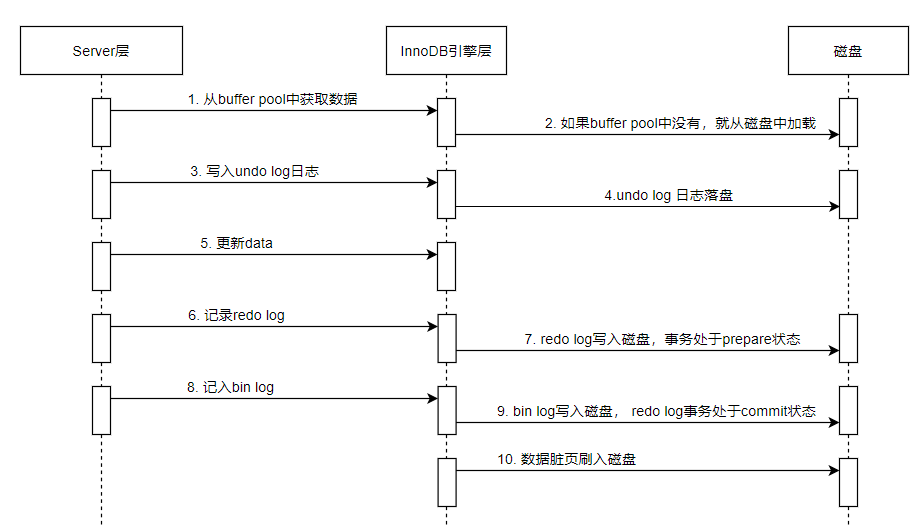 Server层
InnoDB引擎层
磁盘
1. 从buffer pool中获取数据
2. 如果buffer pool中没有，就从磁盘中加载
3. 写入undo log日志
4.undo log 日志落盘
5. 更新data
6. 记录redo log
7. redo log写入磁盘，事务处于prepare状态
8. 记入bin log
9. bin log写入磁盘， redo log事务处于commit状态
10. 数据脏页刷入磁盘